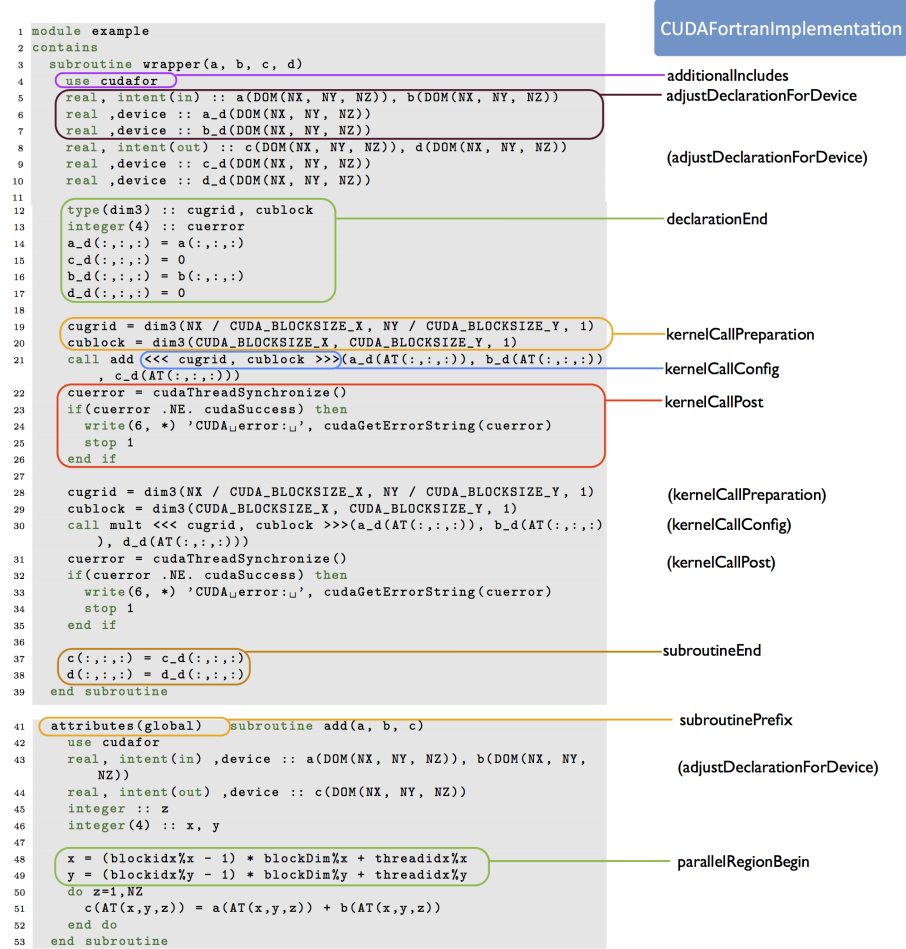 CUDAFortranImplementation
1 module example
2 contains
3 subroutine wrapper(a, b, c, d)
4 use cudafor
additionalIncludes
5 real, intent(in) :: a(DOM(NX, NY, NZ)), b(DOM(NX, NY, NZ))
adjustDeclarationForDevice
6 real ,device :: a_d(DOM(NX, NY, NZ))
7 real ,device :: b_d(DOM(NX, NY, NZ))
8 real, intent(out) :: c(DOM(NX, NY, NZ)), d(DOM(NX, NY, NZ))
(adjustDeclarationForDevice)
9 real ,device :: c_d(DOM(NX, NY, NZ))
10 real ,device :: d_d(DOM(NX, NY, NZ))
11
12 type(dim3) :: cugrid, cublock
declarationEnd
13 integer(4) :: cuerror
14 a_d(:,:,:) = a(:,:,:)
15 c_d(:,:,:) = 0
16 b_d(:,:,:) = b(:,:,:)
17 d_d(:,:,:) = 0
18
19 cugrid = dim3(NX / CUDA_BLOCKSIZE_X, NY / CUDA_BLOCKSIZE_Y, 1)
kernelCallPreparation
20 cublock = dim3(CUDA_BLOCKSIZE_X, CUDA_BLOCKSIZE_Y, 1)
21 call add <<< cugrid, cublock >>>(a_d(AT(:,:,:)), b_d(AT(:,:,:))
kernelCallConfig
, c_d(AT(:,:,:)))
22 cuerror = cudaThreadSynchronize()
kernelCallPost
23 if(cuerror .NE. cudaSuccess) then
24 write(6, *) 'CUDA␣error:␣', cudaGetErrorString(cuerror)
25 stop 1
26 end if
27
28 cugrid = dim3(NX / CUDA_BLOCKSIZE_X, NY / CUDA_BLOCKSIZE_Y, 1)
(kernelCallPreparation)
29 cublock = dim3(CUDA_BLOCKSIZE_X, CUDA_BLOCKSIZE_Y, 1)
30 call mult <<< cugrid, cublock >>>(a_d(AT(:,:,:)), b_d(AT(:,:,:)
(kernelCallConfig)
), d_d(AT(:,:,:)))
31 cuerror = cudaThreadSynchronize()
(kernelCallPost)
32 if(cuerror .NE. cudaSuccess) then
33 write(6, *) 'CUDA␣error:␣', cudaGetErrorString(cuerror)
34 stop 1
35 end if
36
37 c(:,:,:) = c_d(:,:,:)
subroutineEnd
38 d(:,:,:) = d_d(:,:,:)
39 end subroutine
41 attributes(global) subroutine add(a, b, c)
subroutinePrefix
42 use cudafor
43 real, intent(in) ,device :: a(DOM(NX, NY, NZ)), b(DOM(NX, NY,
NZ))
(adjustDeclarationForDevice)
44 real, intent(out) ,device :: c(DOM(NX, NY, NZ))
45 integer :: z
46 integer(4) :: x, y
47
48 x = (blockidx%x - 1) * blockDim%x + threadidx%x
parallelRegionBegin
49 y = (blockidx%y - 1) * blockDim%y + threadidx%y
50 do z=1,NZ
51 c(AT(x,y,z)) = a(AT(x,y,z)) + b(AT(x,y,z))
52 end do
53 end subroutine